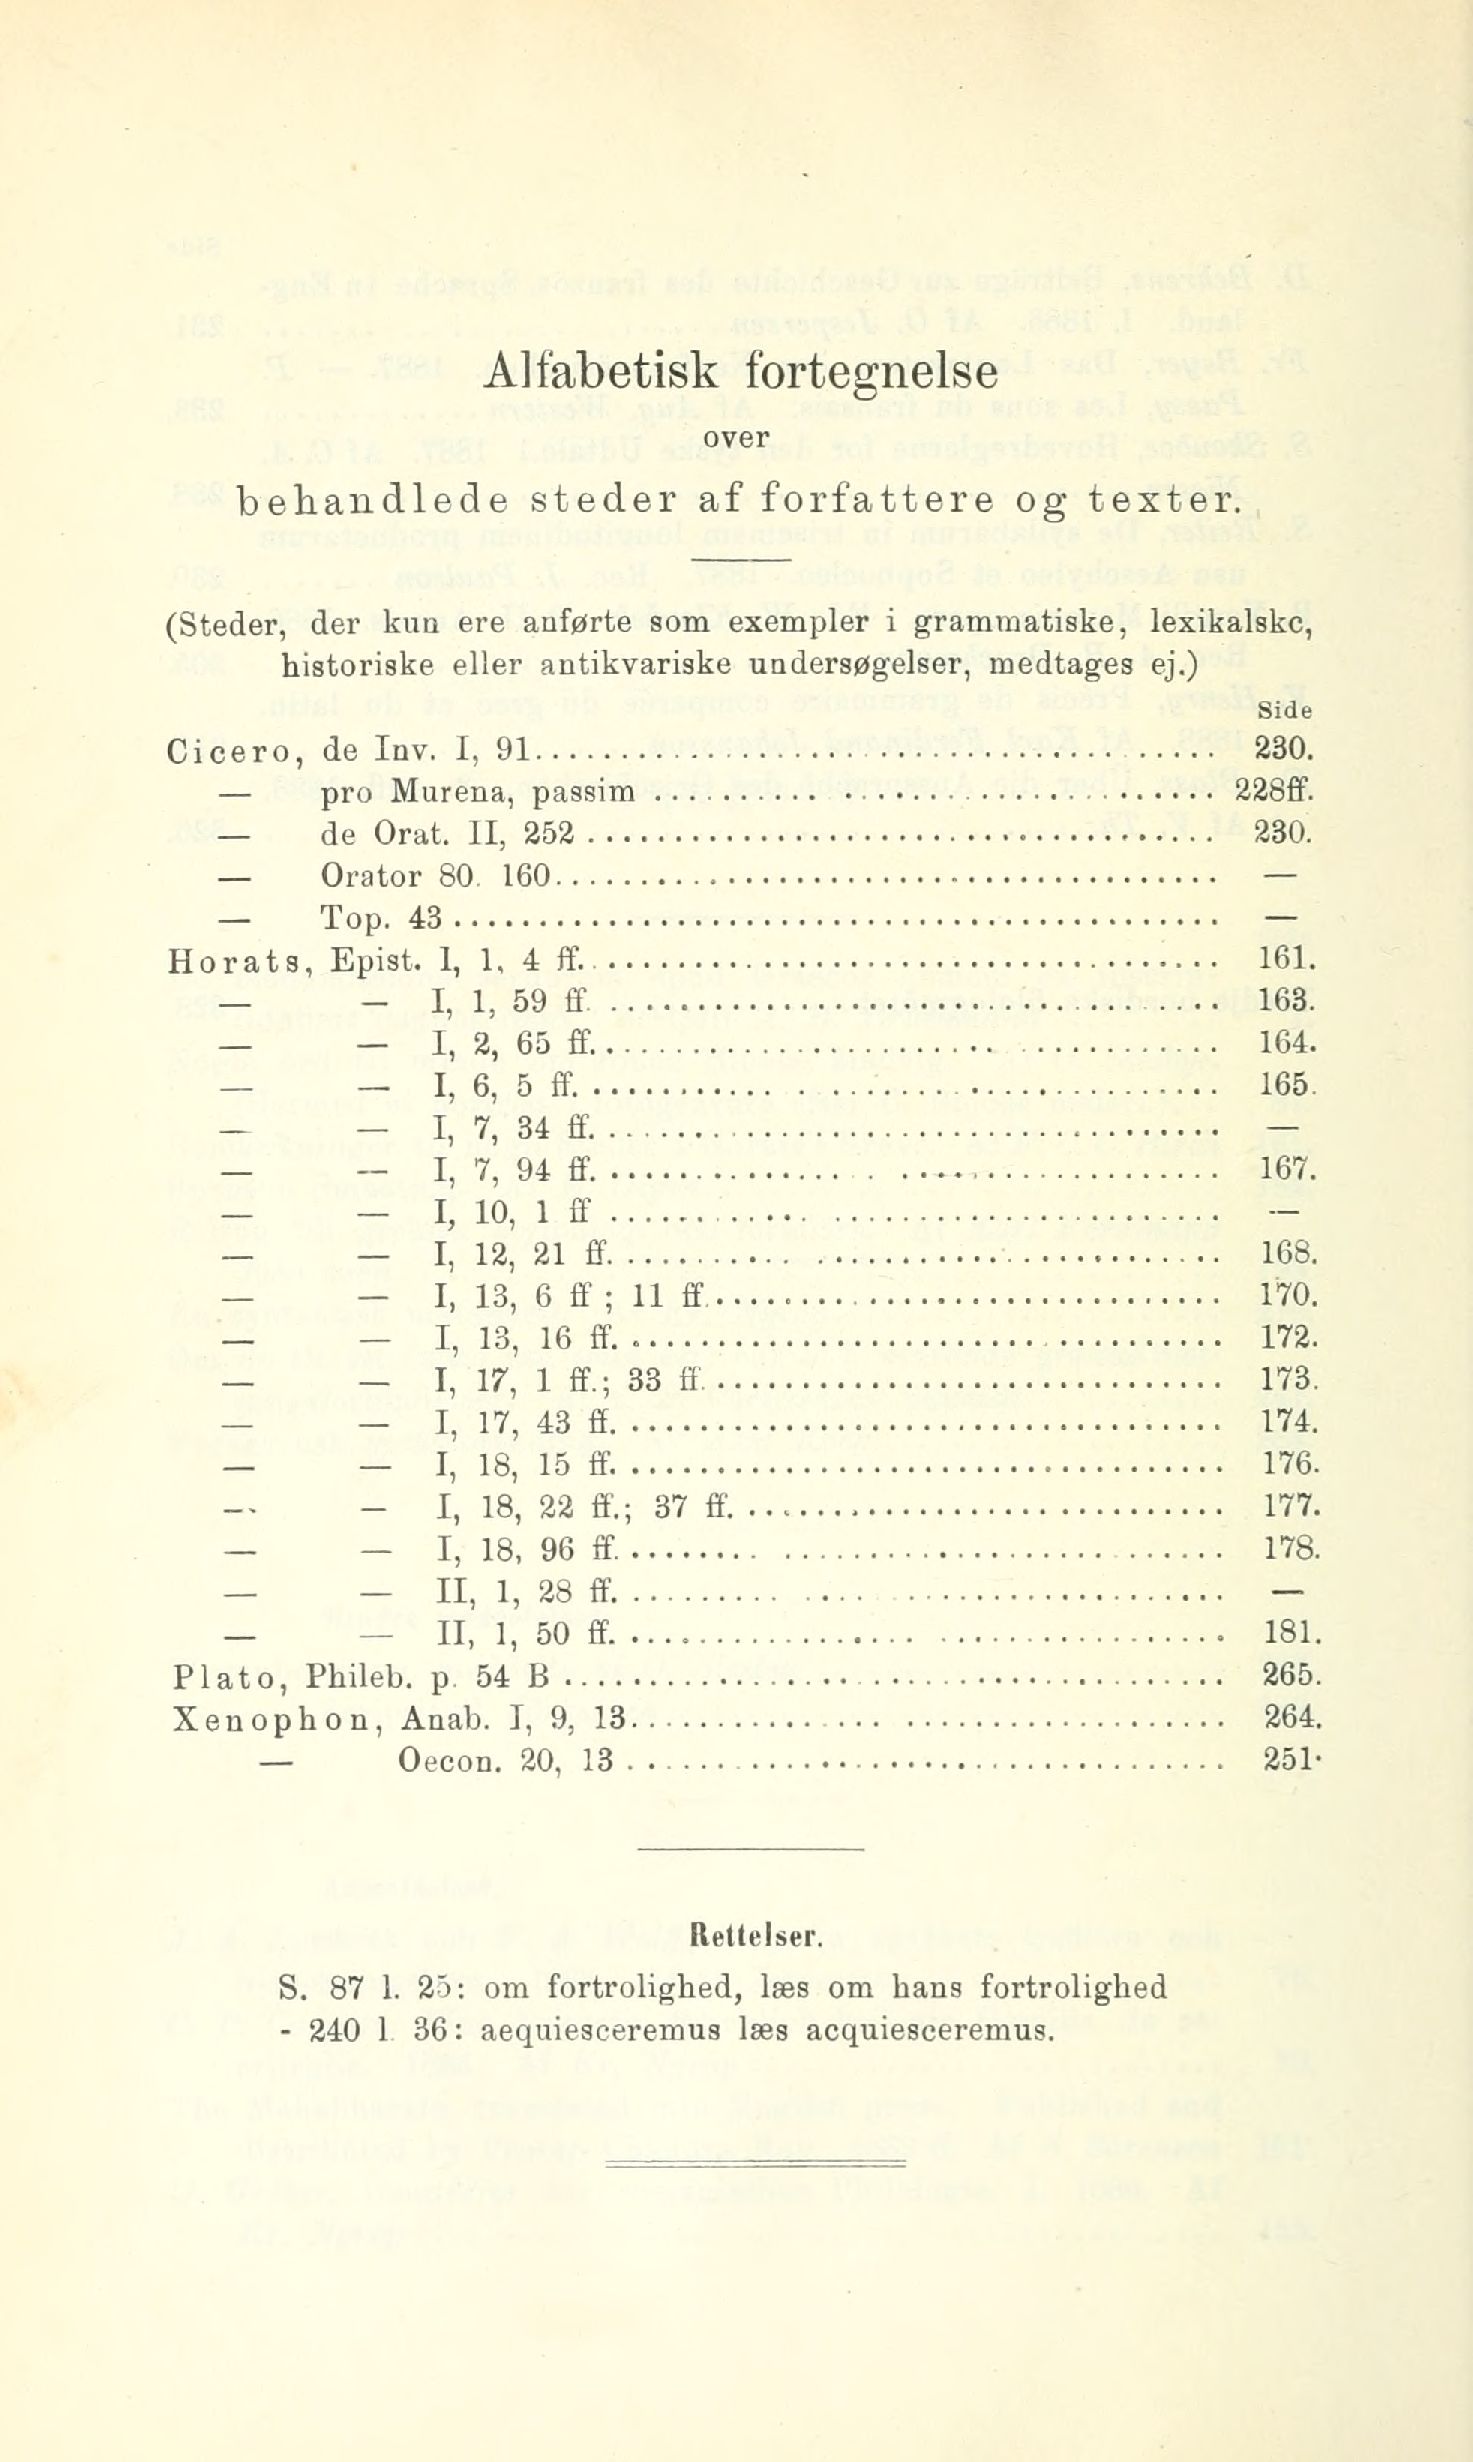 Alfabetisk fortegnelse
over
behandlede steder af forfattere og texter.
(Steder, der kun ere anførte som exempler i grammatiske, lexikalske,
historiske eller antikvariske undersøgelser, medtages ej.)
Side
Cicero, de Inv. I, 91 ........ 230.
— pro Murena, passim ........ 228ff.
— de Orat. II, 252 ........ 230.
— Orator 80. 160 ........ —
— Top. 43 ........ —
Horats, Epist. I, 1, 4 ff. ........ 161.
— — I, 1, 59 ff. ........ 163.
— — I, 2, 65 ff. ........ 164.
— — I, 6, 5 ff. ........ 165.
— — I, 7, 34 ff. ........ —
— — I, 7, 94 ff. ........ 167.
— — I, 10, 1 ff ........ —
— — I, 12, 21 ff. ........ 168.
— — I, 13, 6 ff ; 11 ff. ........ 170.
— — I, 13, 16 ff. ........ 172.
— — I, 17, 1 ff.; 33 ff. ........ 173.
— — I, 17, 43 ff. ........ 174.
— — I, 18, 15 ff. ........ 176.
— — I, 18, 22 ff.; 37 ff. ........ 177.
— — I, 18, 96 ff. ........ 178.
— — II, 1, 28 ff. ........ —
— — II, 1, 50 ff. ........ 181.
Plato, Phileb. p. 54 B ........ 265.
Xenophon, Anab. I, 9, 13 ........ 264.
— Oecon. 20, 13 ........ 251.
Rettelser.
S. 87 l. 25: om fortrolighed, læs om hans fortrolighed
- 240 l. 36: aequiesceremus læs acquiesceremus.